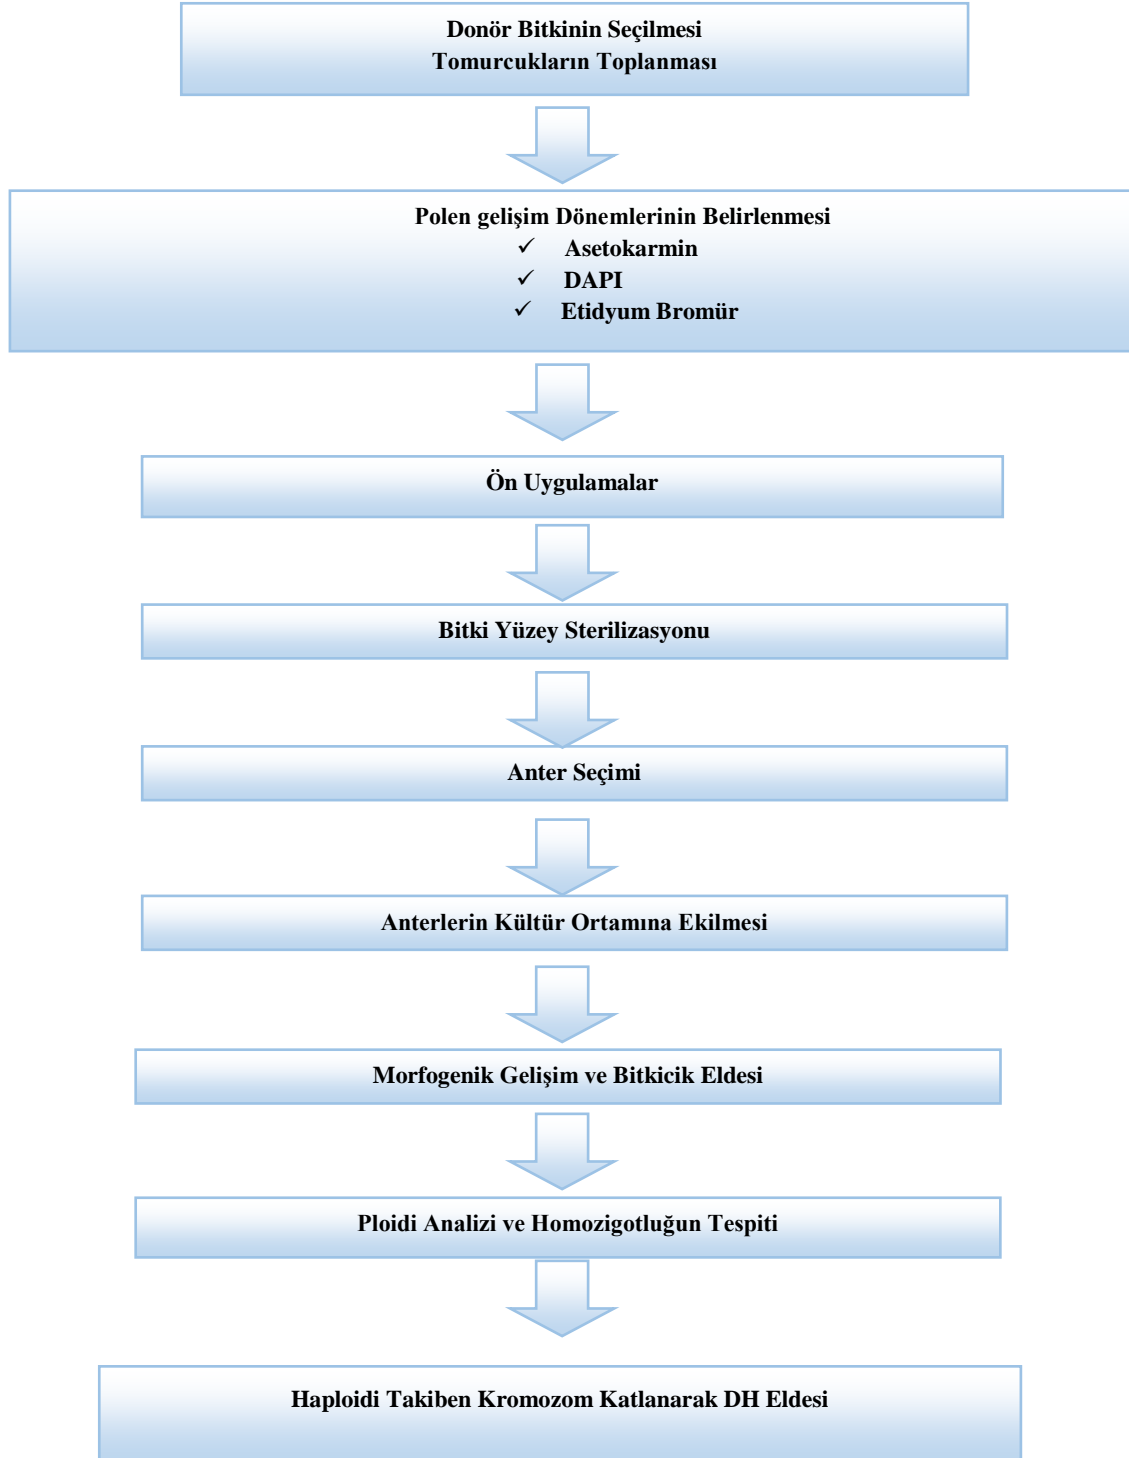 Donör Bitkinin Seçilmesi
Tomurcukların Toplanması
Polen gelişim Dönemlerinin Belirlenmesi
✓ Asetokarmin
✓ DAPI
✓ Etidyum Bromür
Ön Uygulamalar
Bitki Yüzey Sterilizasyonu
Anter Seçimi
Anterlerin Kültür Ortamına Ekilmesi
Morfogenik Gelişim ve Bitkicik Eldesi
Ploidi Analizi ve Homozigotluğun Tespiti
Haploidi Takiben Kromozom Katlanarak DH Eldesi